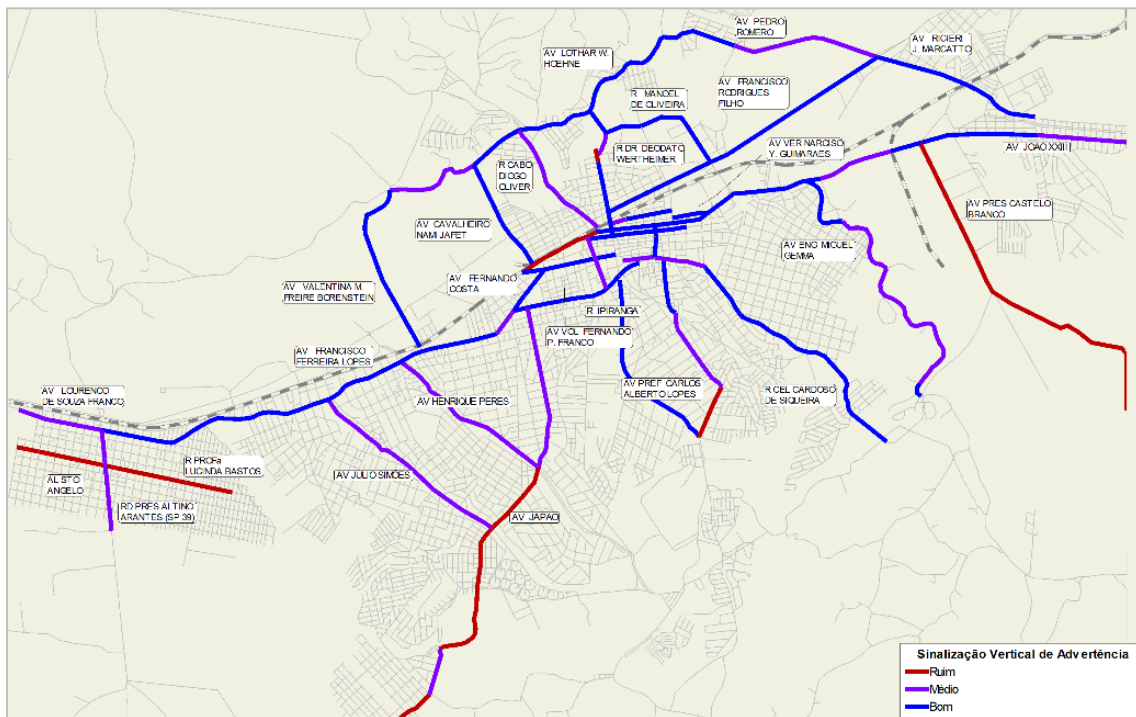 AV PEDRO
ROMERO
AV RICIERI
J. MARCATTO
AV LOTHAR W.
HOEHNE
AV FRANCISCO
RODRIGUES
FILHO
R MANOEL
DE OLIVEIRA
R DR DEODATO
WERTHEIMER
AV VER NARCISO
Y. GUIMARAES
AV JOAO XXIII
R CABO
DIOGO
OLIVER
AV PRES CASTELO
BRANCO
AV CAVALHEIRO
NAMI JAFET
AV ENG MIGUEL
GEMMA
AV FERNANDO
COSTA
AV VALENTINA M.
FREIRE BORENSTEIN
R IPIRANGA
AV VOL FERNANDO
P. FRANCO
AV FRANCISCO
FERREIRA LOPES
AV PREF CARLOS
ALBERTO LOPES
R CEL CARDOSO
DE SIQUEIRA
AV LOURENCO
DE SOUZA FRANCO
AV HENRIQUE PERES
R PROFa
LUCINDA BASTOS
AV JULIO SIMOES
AL STO
ANGELO
RD PRES ALTINO
ARANTES (SP 39)
AV JAPAO
Sinalização Vertical de Advertência
Ruim
Médio
Bom